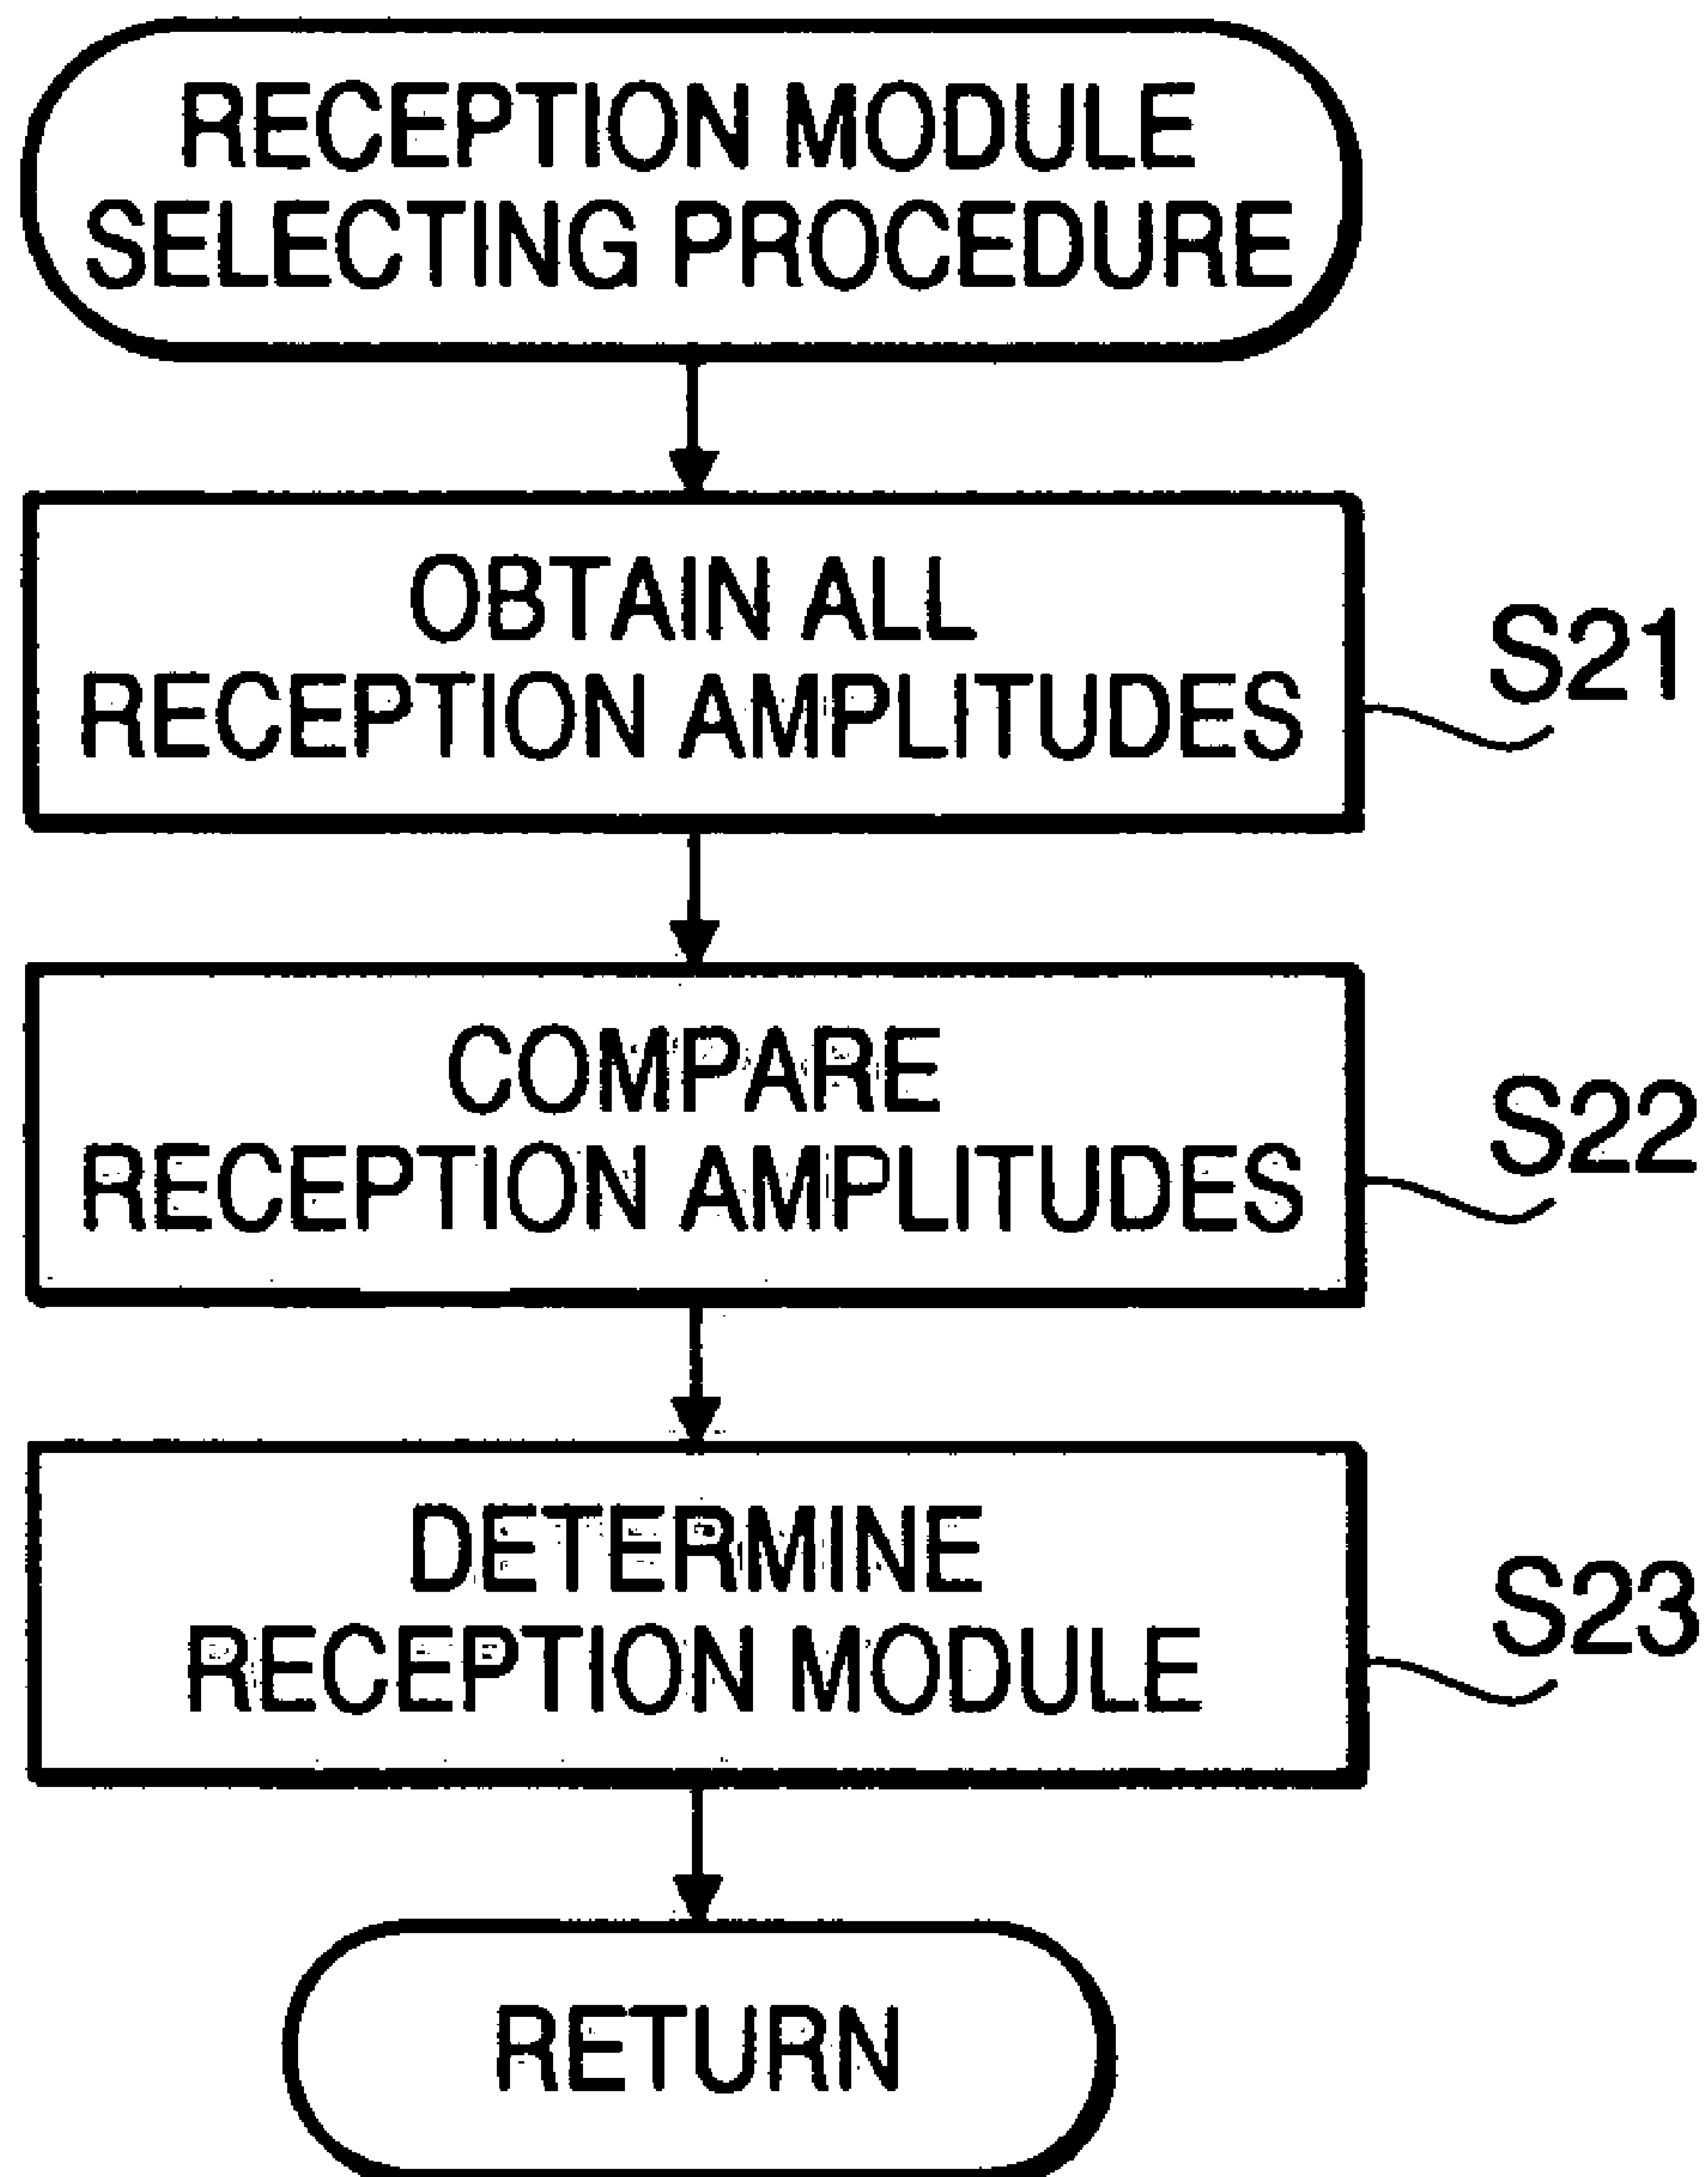 RECEPTION MODULE
SELECTING PROCEDURE
OBTAIN ALL
RECEPTION AMPLITUDES
S21
COMPARE
RECEPTION AMPLITUDES
S22
DETERMINE
RECEPTION MODULE
S23
RETURN